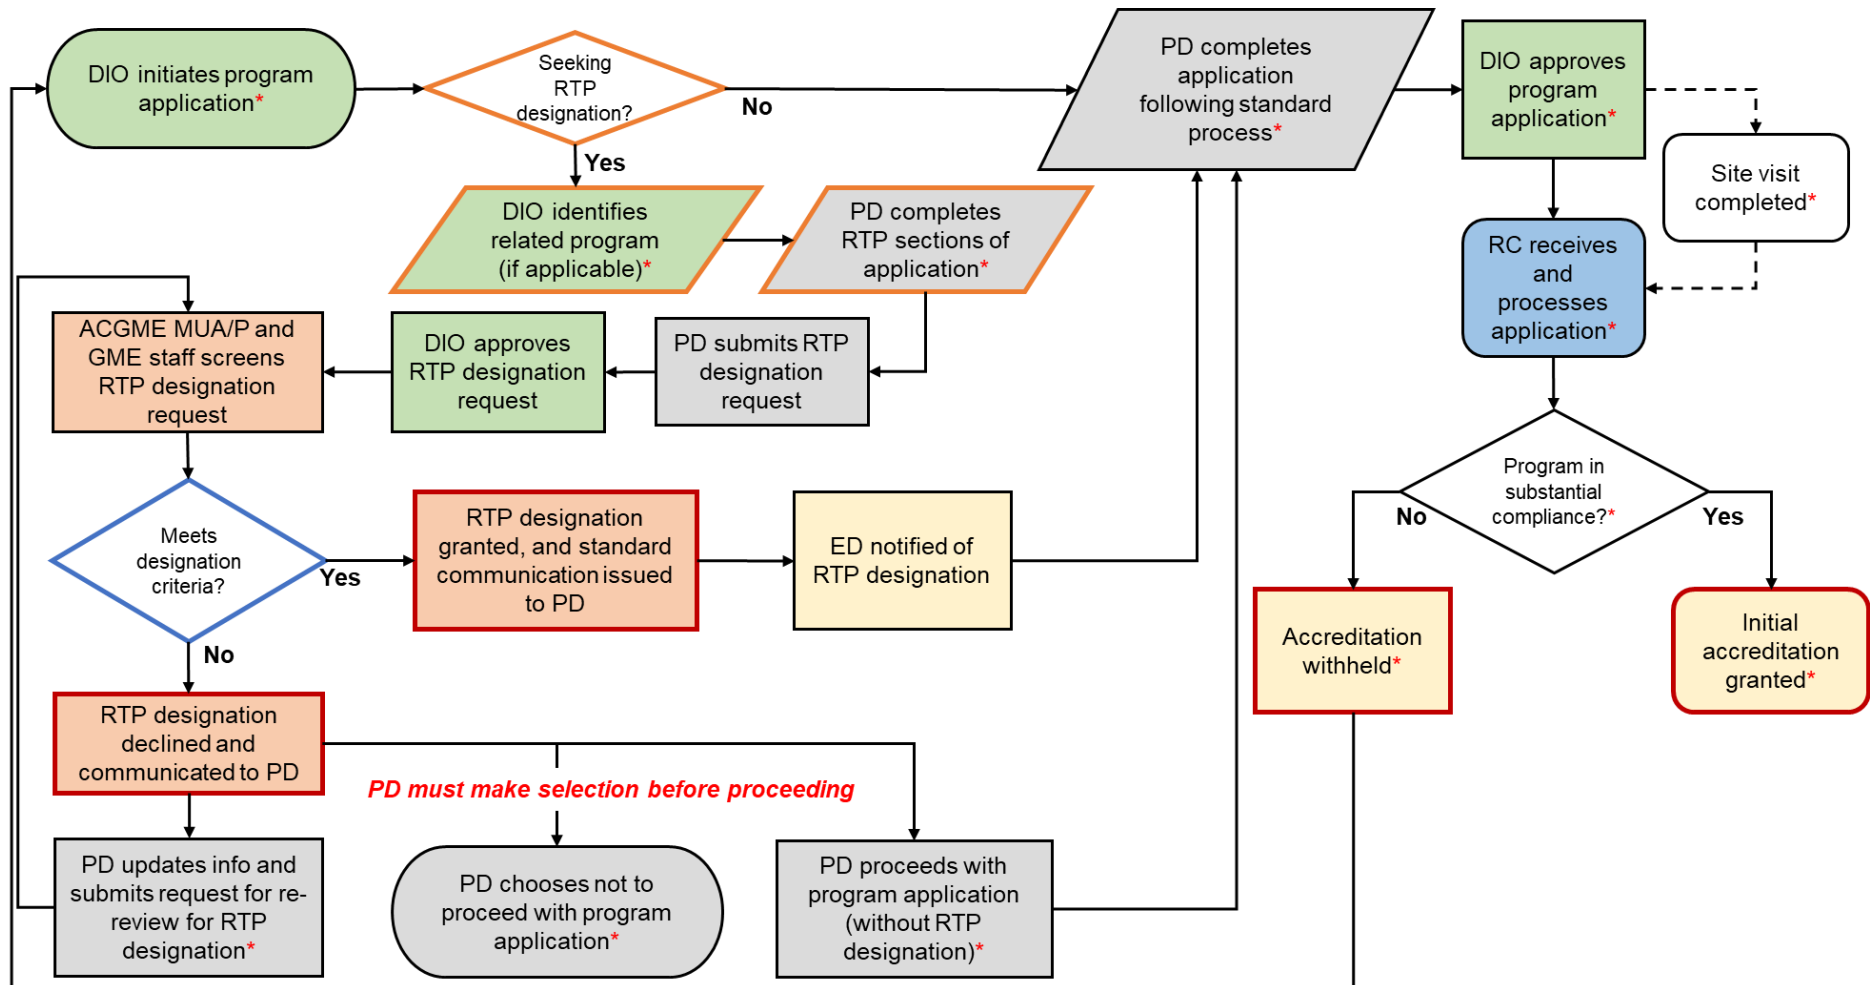 DIO initiates program
application*
Seeking
RTP
designation?
No
Yes
PD completes
application
following standard
process*
DIO approves
program
application*
Site visit
completed*
DIO identifies
related program
(if applicable)*
PD completes
RTP sections of
application*
RC receives
and
processes
application*
ACGME MUA/P and
GME staff screens
RTP designation
request
DIO approves
RTP designation
request
PD submits RTP
designation
request
Program in
substantial
compliance?*
No
Yes
Meets
designation
criteria?
Yes
No
RTP designation
granted, and standard
communication issued
to PD
ED notified of
RTP designation
Accreditation
withheld*
Initial
accreditation
granted*
RTP designation
declined and
communicated to PD
PD must make selection before proceeding
PD updates info and
submits request for re-
review for RTP
designation*
PD chooses not to
proceed with program
application*
PD proceeds with
program application
(without RTP
designation)*